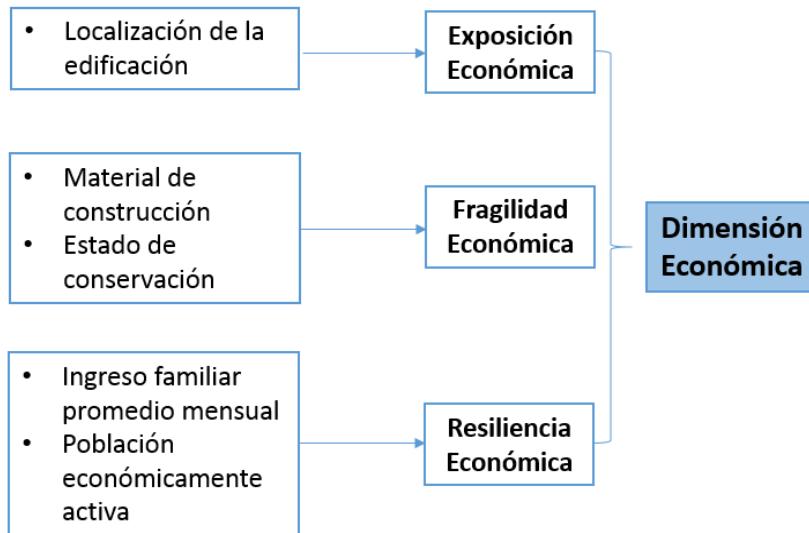 • Localización de la
edificación
Exposición
Económica
• Material de
construcción
• Estado de
conservación
Fragilidad
Económica
Dimensión
Económica
• Ingreso familiar
promedio mensual
• Población
económicamente
activa
Resiliencia
Económica